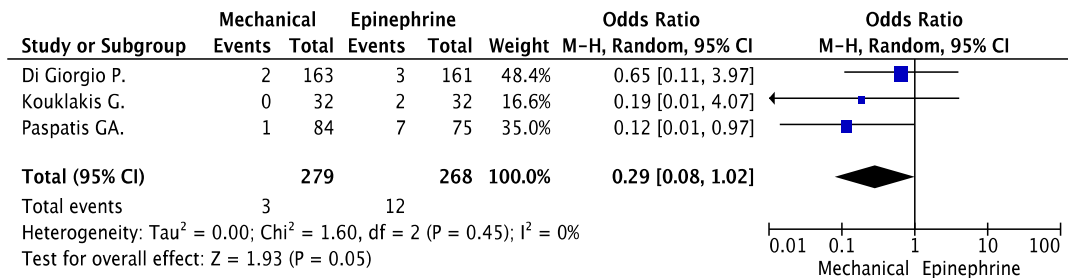 Mechanical Epinephrine Odds Ratio Odds Ratio
Study or Subgroup Events Total Events Total Weight M-H, Random, 95% CI M-H, Random, 95% CI
Di Giorgio P. 2 163 3 161 48.4% 0.65 [0.11, 3.97]
Kouklakis G. 0 32 2 32 16.6% 0.19 [0.01, 4.07]
Paspatis GA. 1 84 7 75 35.0% 0.12 [0.01, 0.97]
Total (95% CI) 279 268 100.0% 0.29 [0.08, 1.02]
Total events 3 12
Heterogeneity: Tau² = 0.00; Chi² = 1.60, df = 2 (P = 0.45); I² = 0%
Test for overall effect: Z = 1.93 (P = 0.05)
0.01 0.1 1 10 100
Mechanical Epinephrine